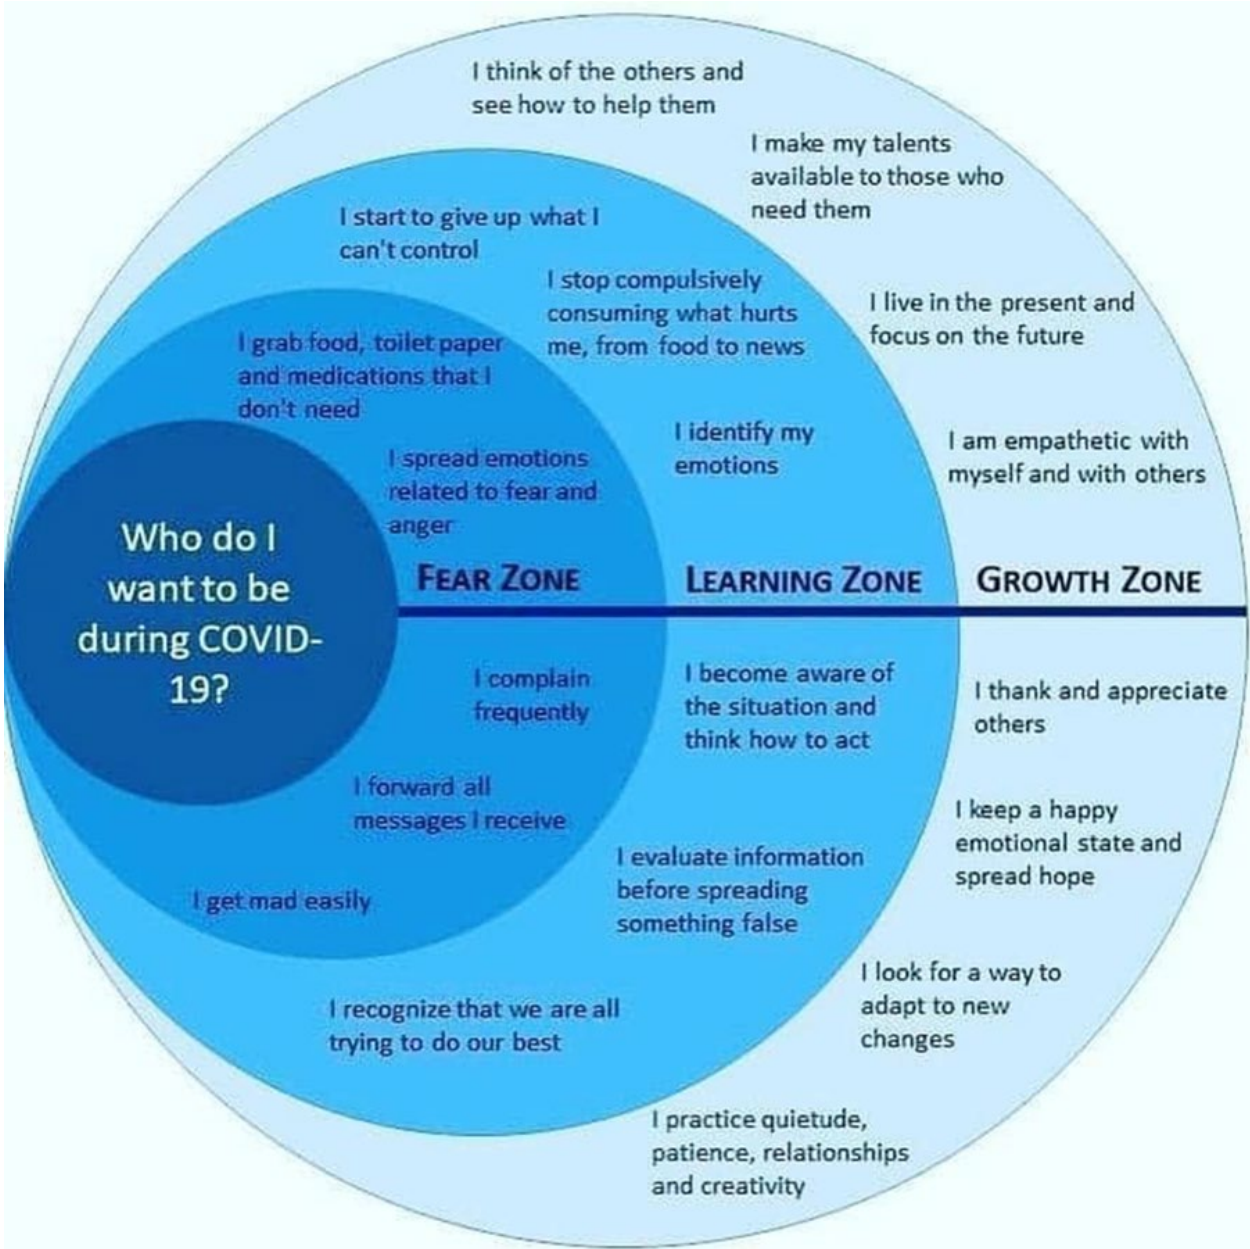 I think of the others and
see how to help them
I make my talents
available to those who
need them
I start to give up what I
can't control
I stop compulsively
consuming what hurts
me, from food to news
I live in the present and
focus on the future
I grab food, toilet paper
and medications that I
don't need
I identify my
emotions
I am empathetic with
myself and with others
I spread emotions
related to fear and
anger
Who do I
want to be
during COVID-
19?
FEAR ZONE
LEARNING ZONE
GROWTH ZONE
I complain
frequently
I become aware of
the situation and
think how to act
I thank and appreciate
others
I forward all
messages I receive
I keep a happy
emotional state and
spread hope
I evaluate information
before spreading
something false
I get mad easily
I look for a way to
adapt to new
changes
I recognize that we are all
trying to do our best
I practice quietude,
patience, relationships
and creativity